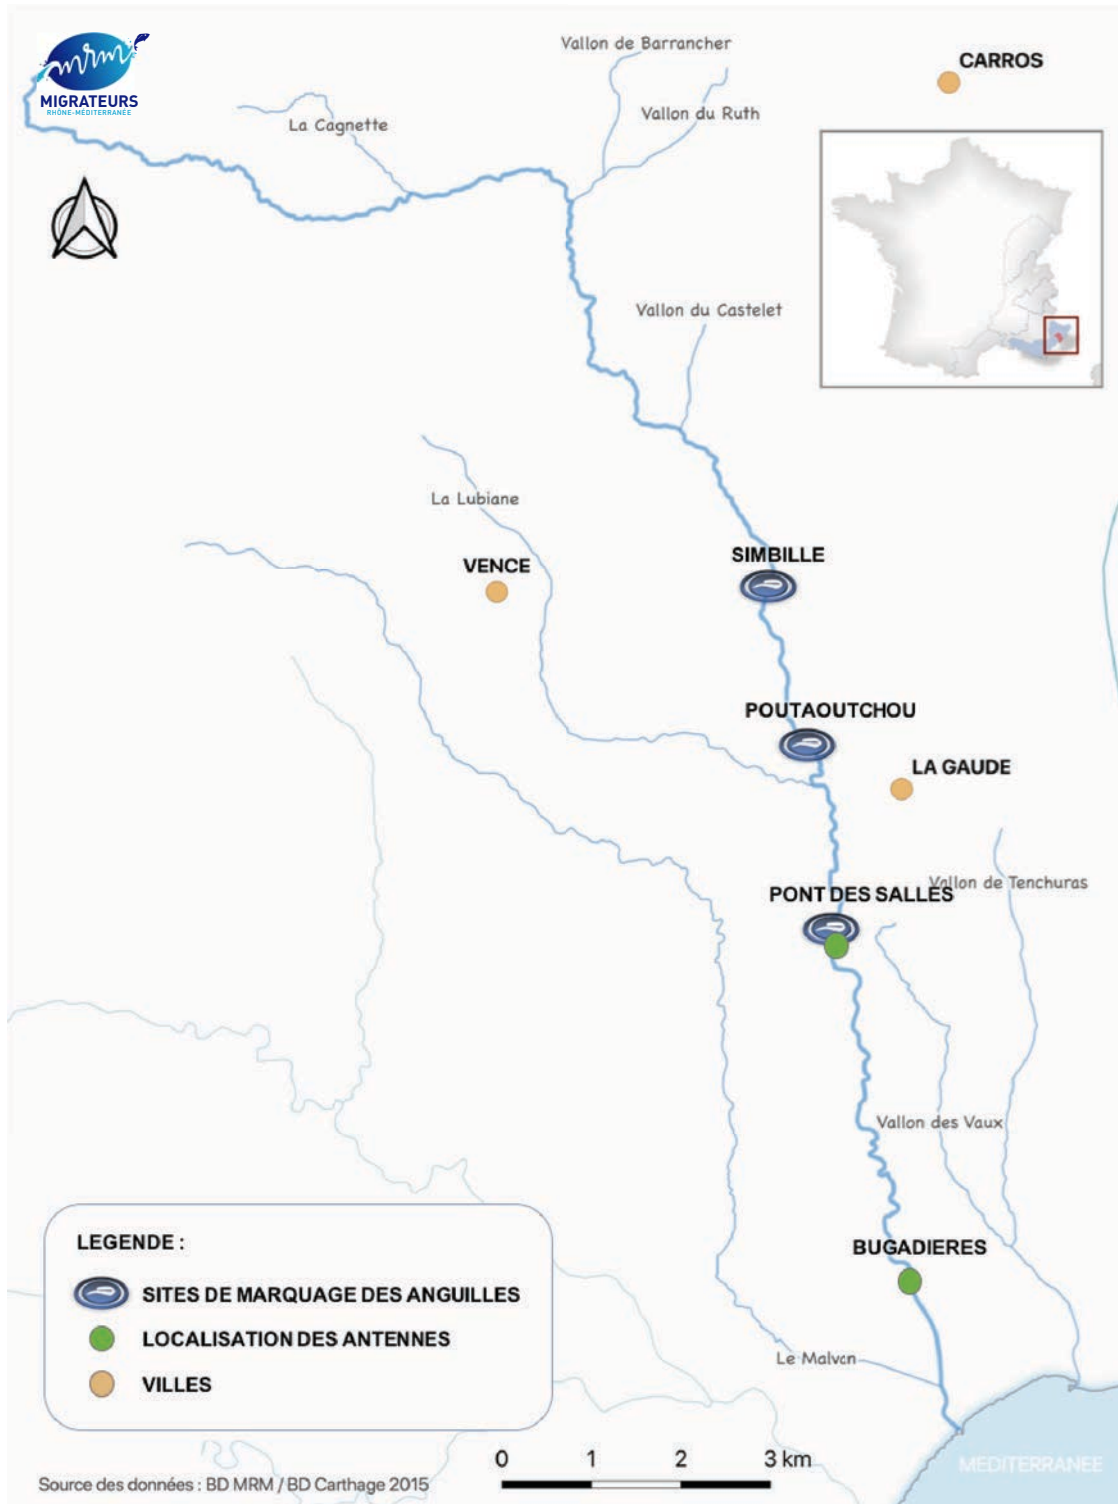 mrm
MIGRATEURS
RHÔNE-MÉDITERRANÉE
Vallon de Barrancher
CARROS
La Cagnette
Vallon du Ruth
Vallon du Castelet
La Lubiane
SIMBILLE
VENCE
POUTAOUTCHOU
LA GAUDE
Vallon de Tenchuras
PONT DES SALLES
Vallon des Vaux
BUGADIERES
LEGENDE :
SITES DE MARQUAGE DES ANGUILLES
LOCALISATION DES ANTENNES
VILLES
Le Malvan
0 1 2 3 km
MEDITERRANEE
Source des données : BD MRM / BD Carthage 2015